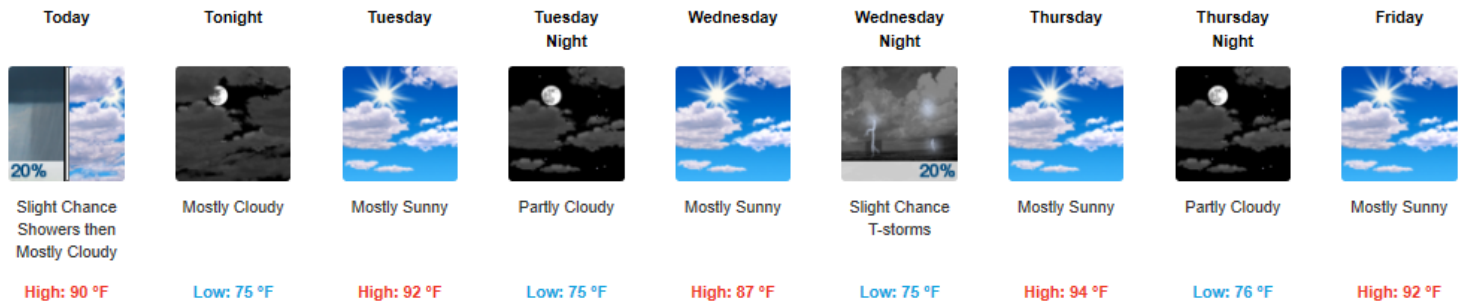 Today
Tonight
Tuesday
Tuesday
Night
Wednesday
Wednesday
Night
Thursday
Thursday
Night
Friday
20%
20%
Slight Chance
Showers then
Mostly Cloudy
Mostly Cloudy
Mostly Sunny
Partly Cloudy
Mostly Sunny
Slight Chance
T-storms
Mostly Sunny
Partly Cloudy
Mostly Sunny
High: 90 °F
Low: 75 °F
High: 92 °F
Low: 75 °F
High: 87 °F
Low: 75 °F
High: 94 °F
Low: 76 °F
High: 92 °F